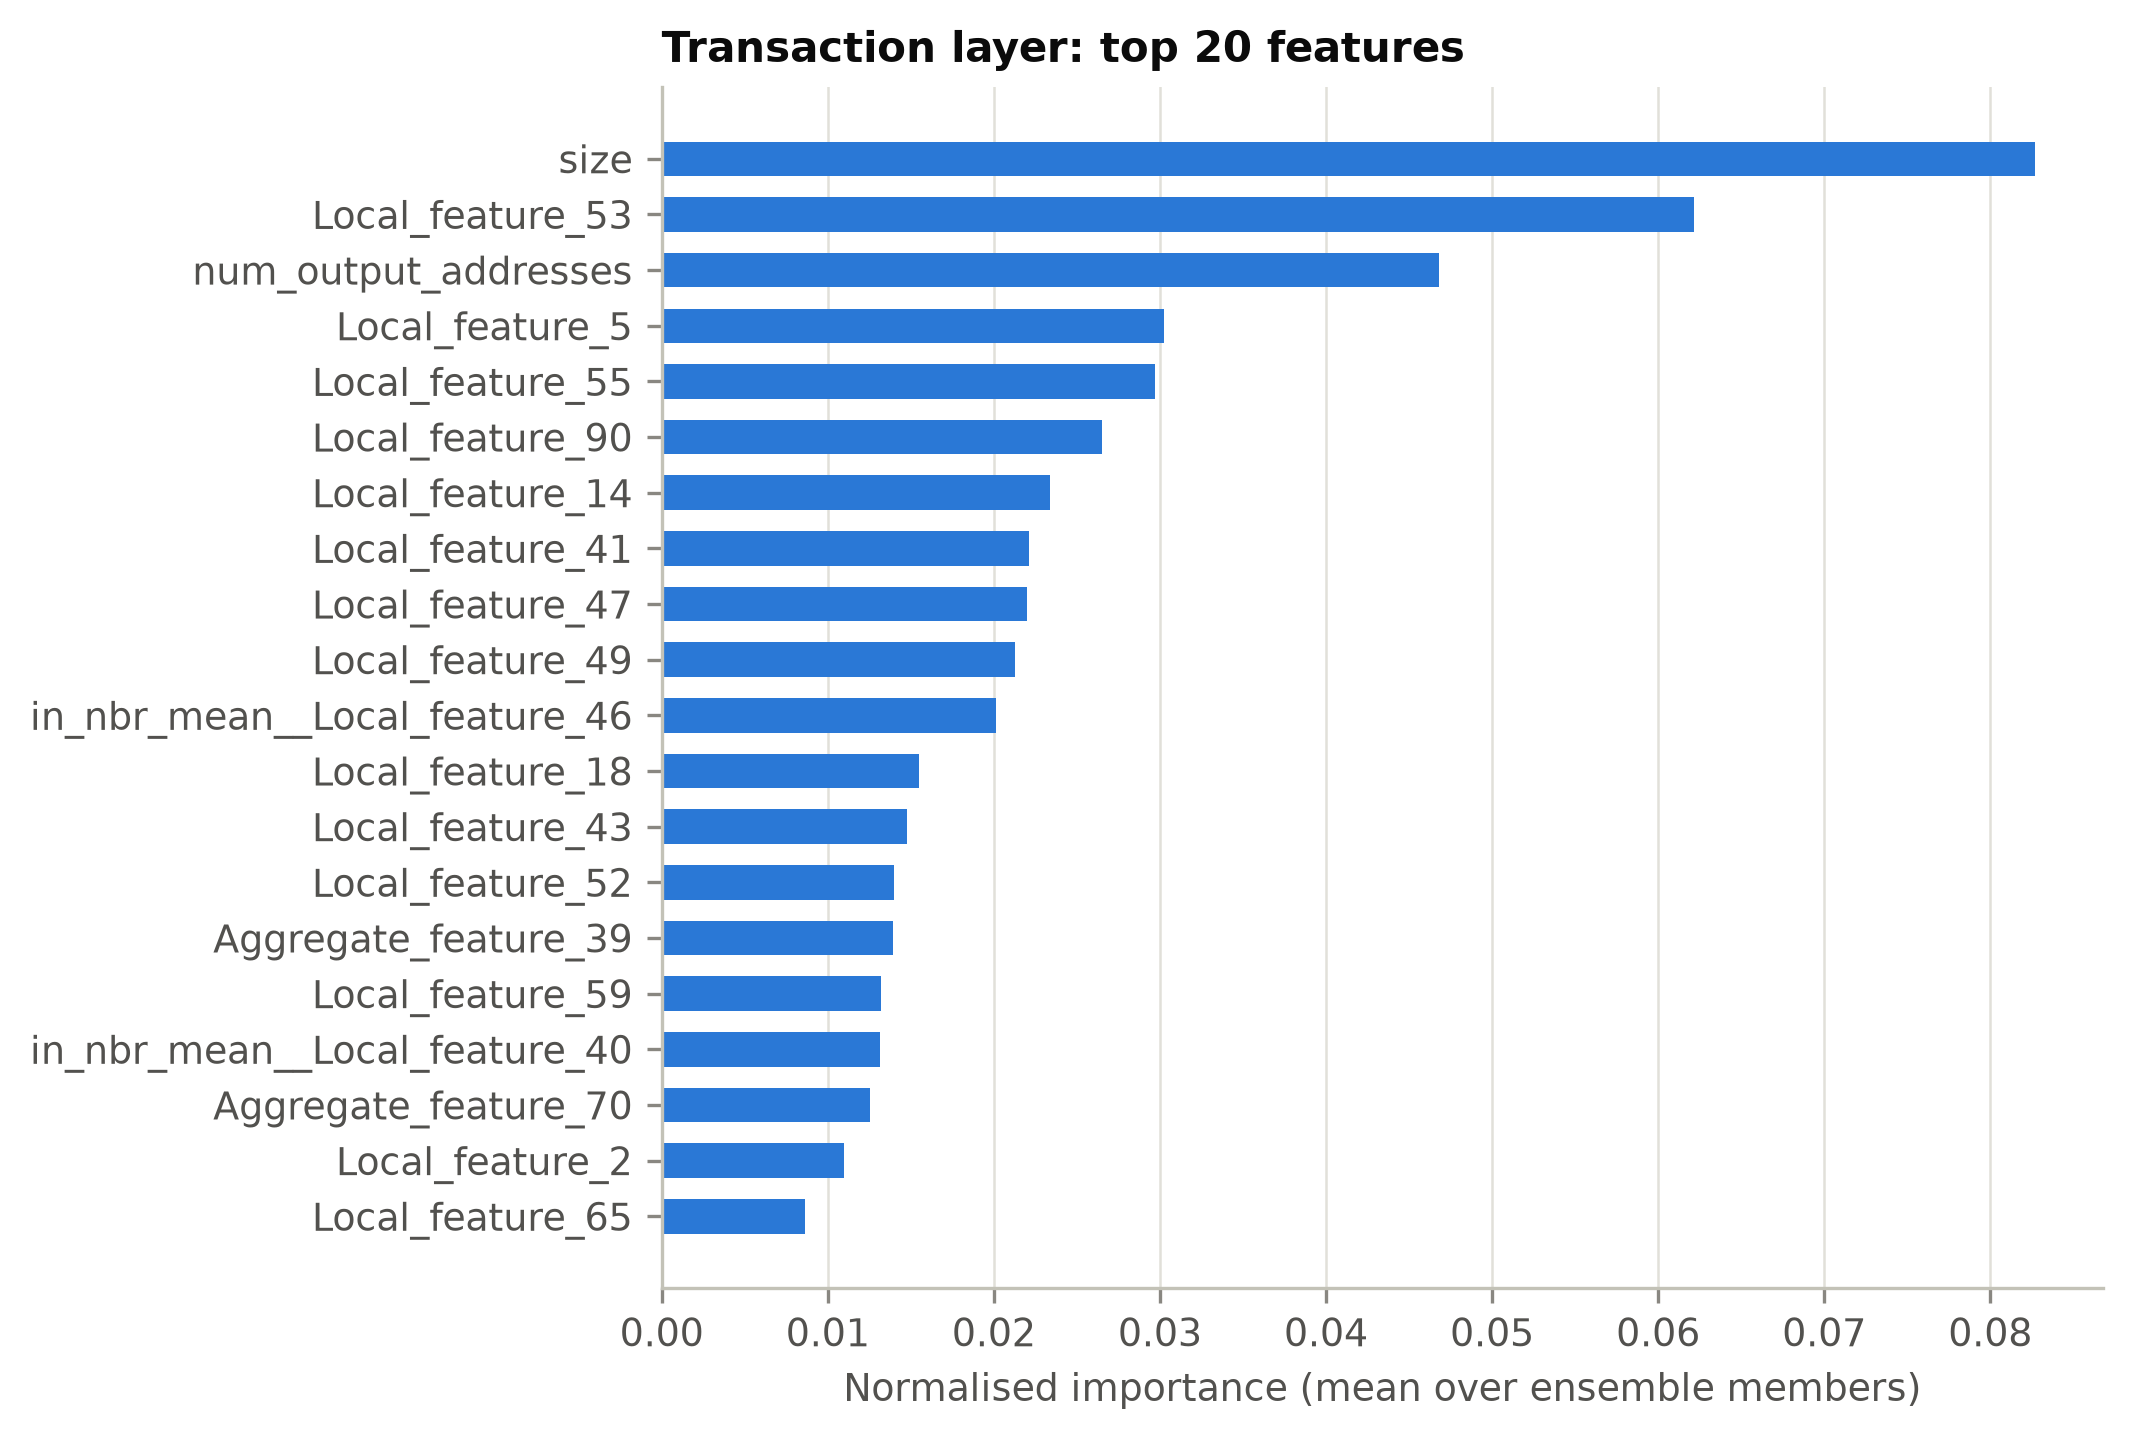 Transaction layer: top 20 features
size
Local_feature_53
num_output_addresses
Local_feature_5
Local_feature_55
Local_feature_90
Local_feature_14
Local_feature_41
Local_feature_47
Local_feature_49
in_nbr_mean__Local_feature_46
Local_feature_18
Local_feature_43
Local_feature_52
Aggregate_feature_39
Local_feature_59
in_nbr_mean__Local_feature_40
Aggregate_feature_70
Local_feature_2
Local_feature_65
0.00 0.01 0.02 0.03 0.04 0.05 0.06 0.07 0.08
Normalised importance (mean over ensemble members)